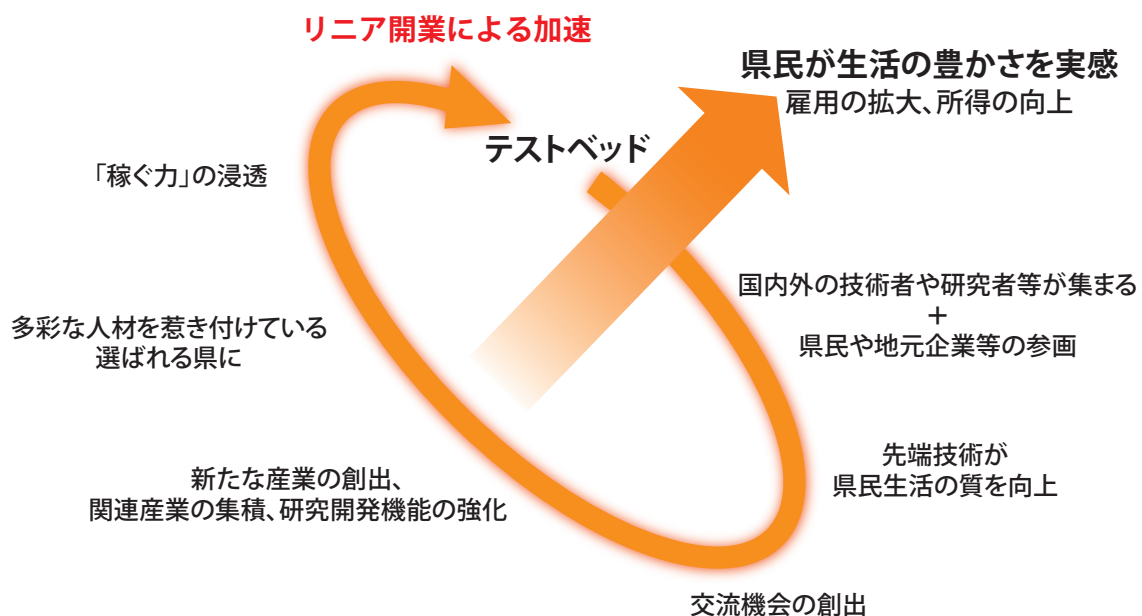 リニア開業による加速
県民が生活の豊かさを実感
雇用の拡大、所得の向上
テストベッド
「稼ぐ力」の浸透
国内外の技術者や研究者等が集まる
+
県民や地元企業等の参画
多彩な人材を惹き付けている
選ばれる県に
先端技術が
県民生活の質を向上
新たな産業の創出、
関連産業の集積、研究開発機能の強化
交流機会の創出